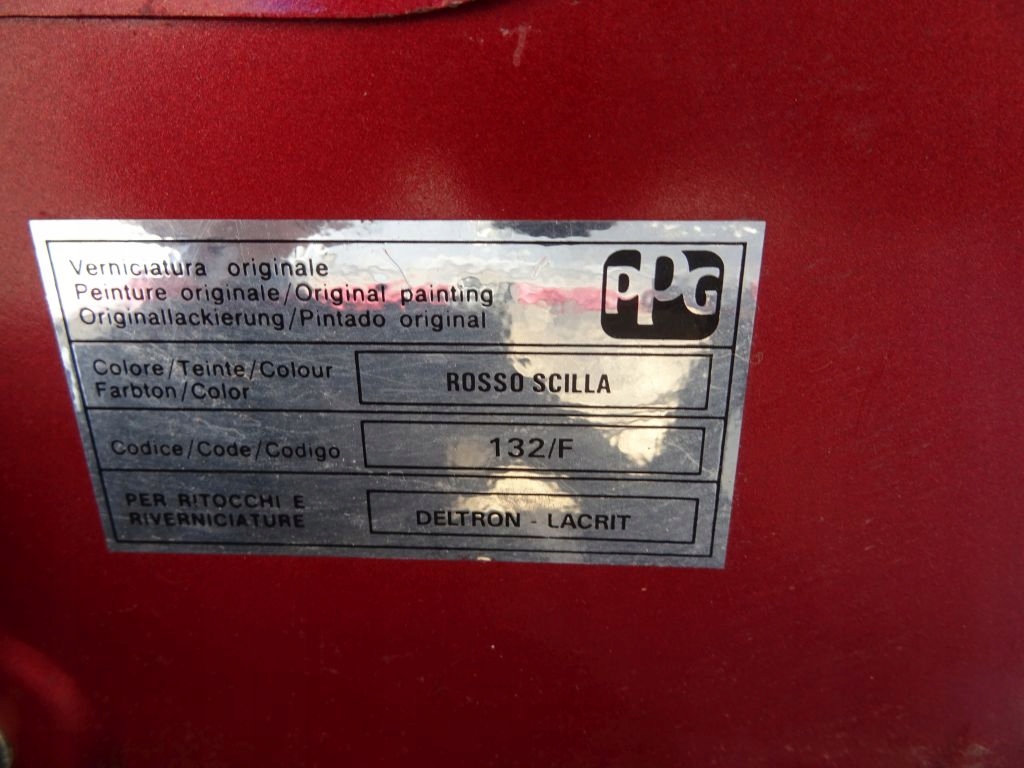 Verniciatura originale
Peinture originale/Original painting
Originallackierung/Pintado original
PPG
Colore/Teinte/Colour
Farbton/Color
ROSSO SCILLA
Codice/Code/Codigo
132/F
PER RITOCCHI E
RIVERNICIATURE
DELTRON - LACRIT